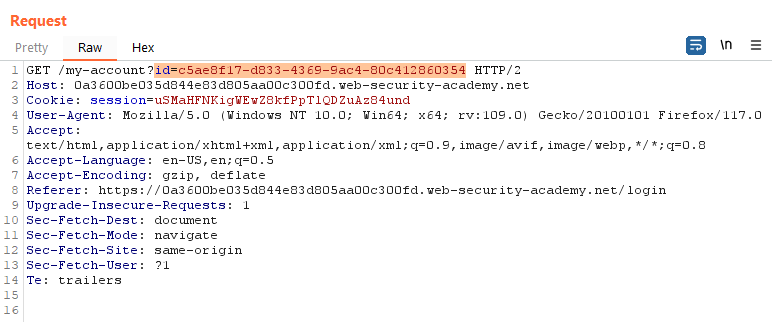 Request
Pretty Raw Hex \n
1 GET /my-account?id=c5ae8f17-d833-4369-9ac4-80c412860354 HTTP/2
2 Host: 0a3600be035d844e83d805aa00c300fd.web-security-academy.net
3 Cookie: session=uSMaHFNKigWEwZ8kfPpTlQDZuAz84und
4 User-Agent: Mozilla/5.0 (Windows NT 10.0; Win64; x64; rv:109.0) Gecko/20100101 Firefox/117.0
5 Accept:
text/html,application/xhtml+xml,application/xml;q=0.9,image/avif,image/webp,*/*;q=0.8
6 Accept-Language: en-US,en;q=0.5
7 Accept-Encoding: gzip, deflate
8 Referer: https://0a3600be035d844e83d805aa00c300fd.web-security-academy.net/login
9 Upgrade-Insecure-Requests: 1
10 Sec-Fetch-Dest: document
11 Sec-Fetch-Mode: navigate
12 Sec-Fetch-Site: same-origin
13 Sec-Fetch-User: ?1
14 Te: trailers
15
16